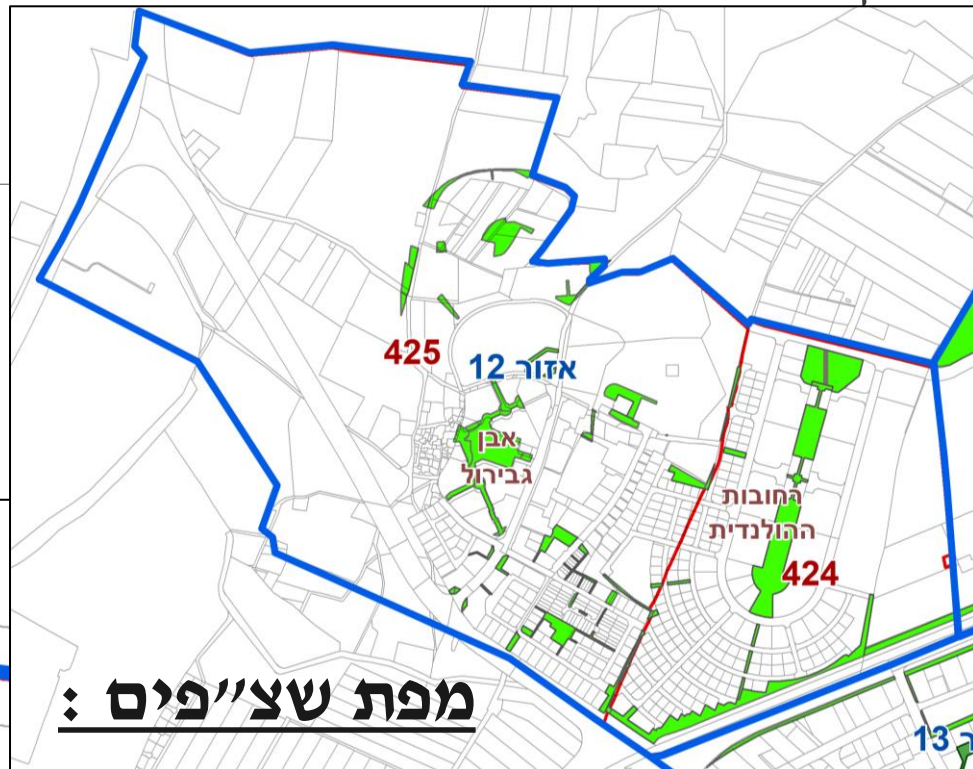 425
אזור 12
אבן
גבירול
רחובות
ההולנדית
424
מפת שצ״פים :
ר 13